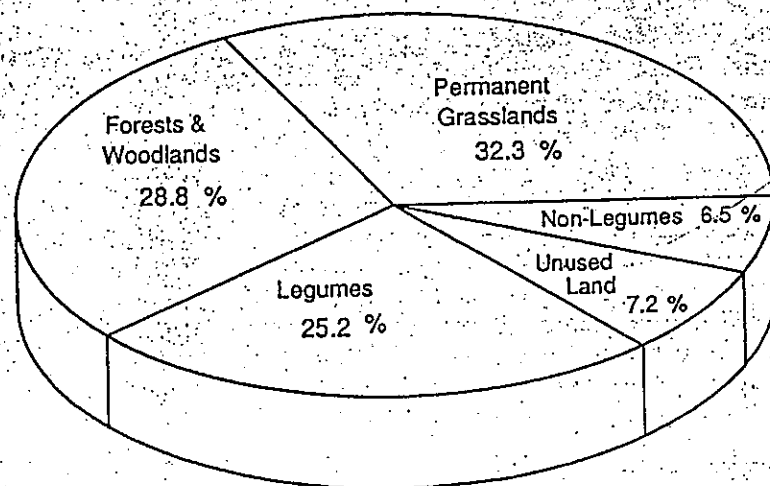 Permanent
Grasslands
32.3 %
Forests &
Woodlands
28.8 %
Non-Legumes 6.5 %
Unused
Land
7.2 %
Legumes
25.2 %